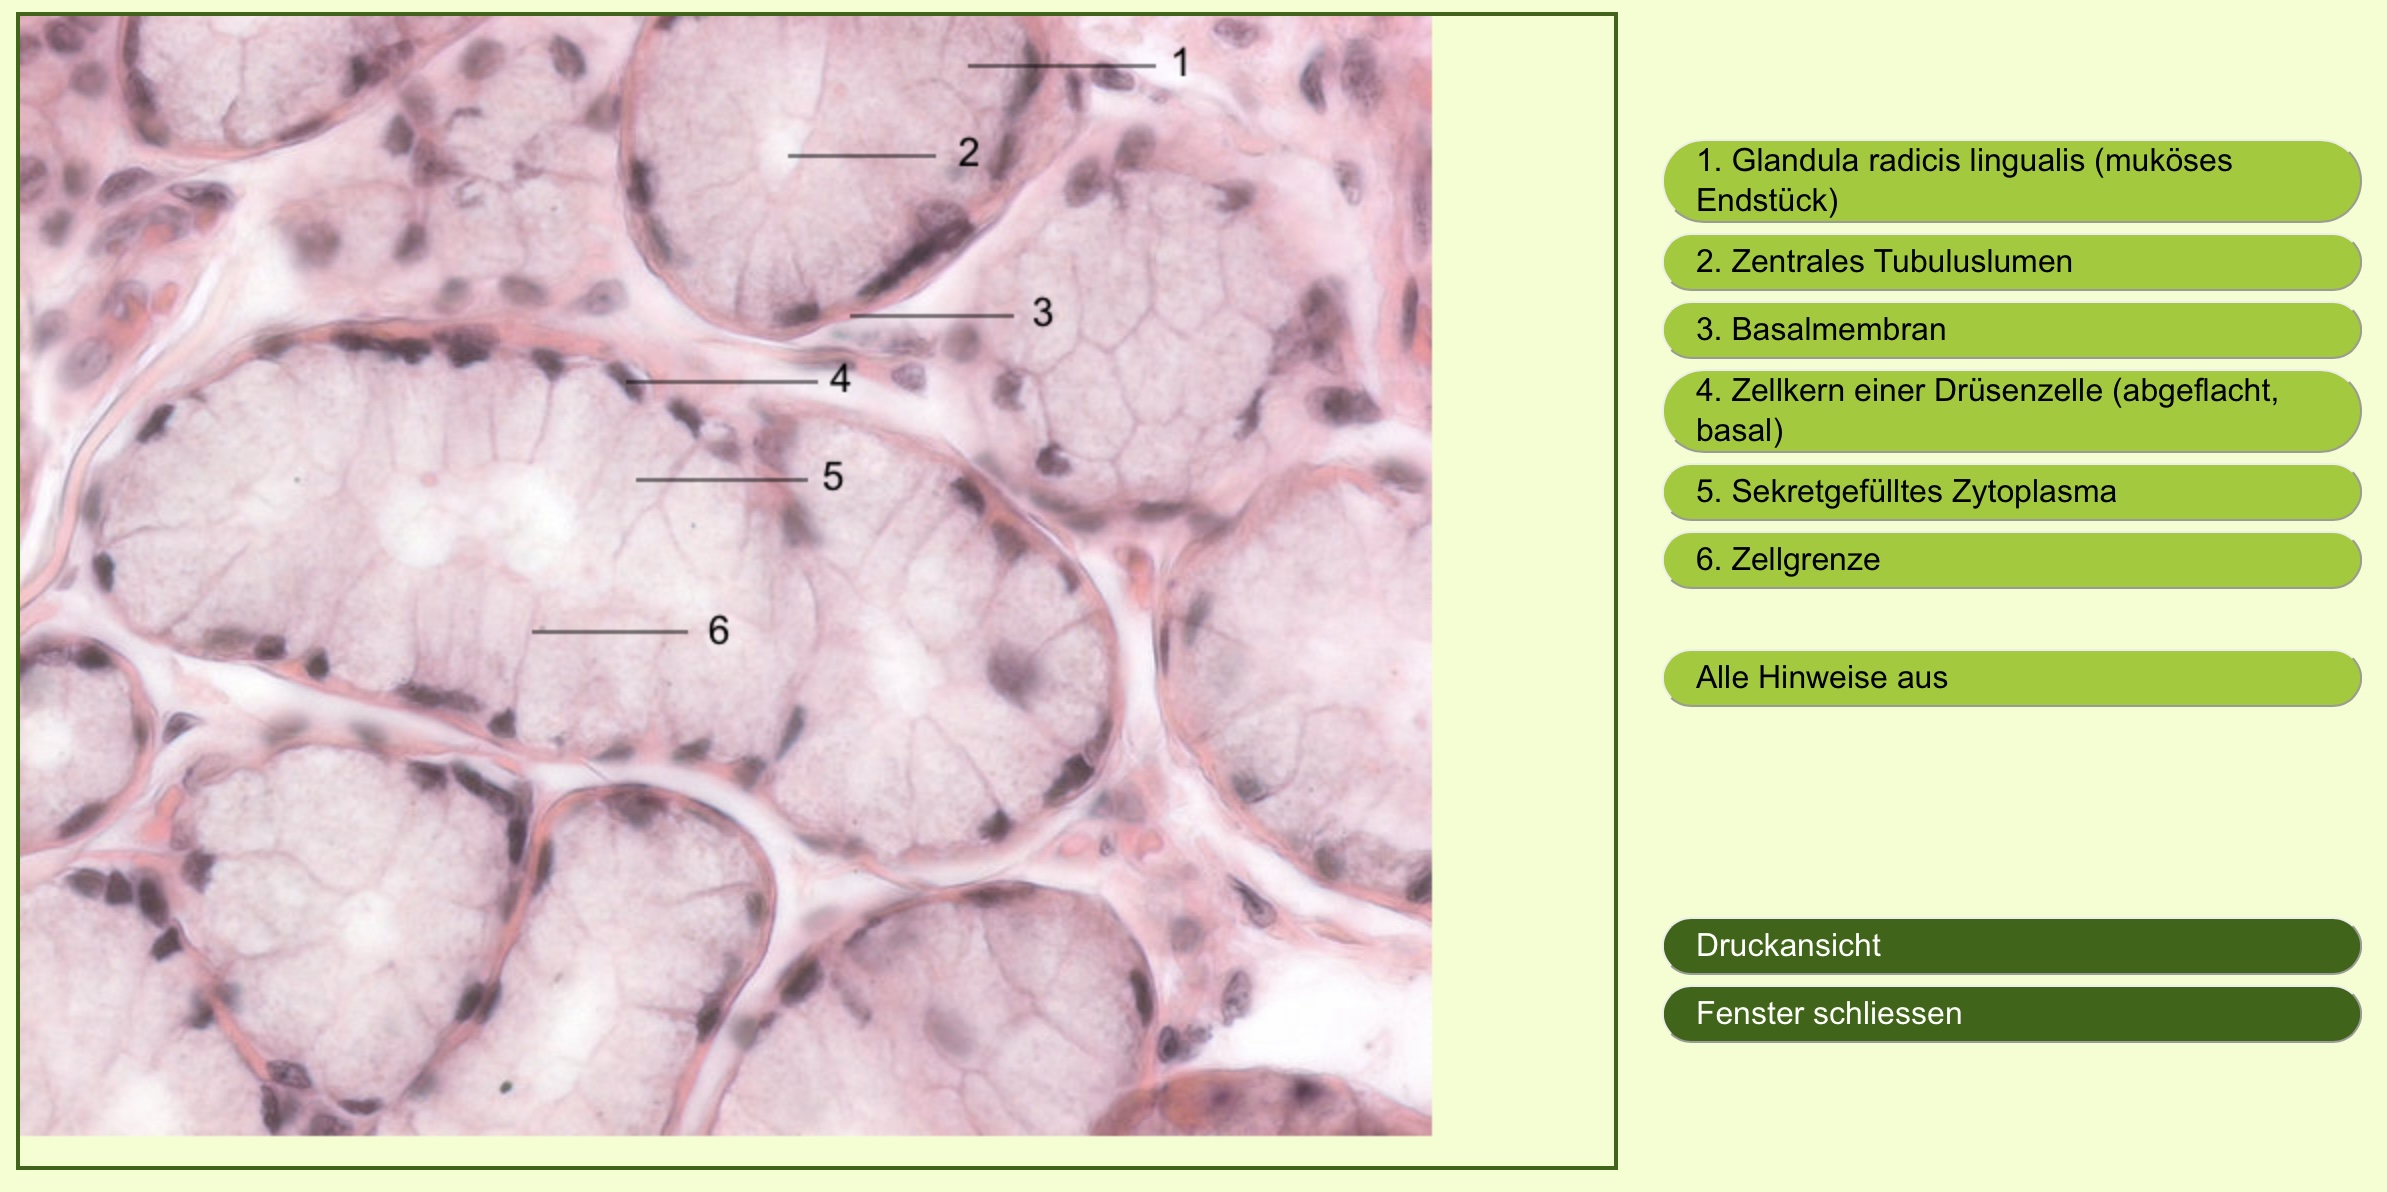 1
2
3
4
5
6
1. Glandula radicis lingualis (muköses
Endstück)
2. Zentrales Tubuluslumen
3. Basalmembran
4. Zellkern einer Drüsenzelle (abgeflacht,
basal)
5. Sekretgefülltes Zytoplasma
6. Zellgrenze
Alle Hinweise aus
Druckansicht
Fenster schliessen